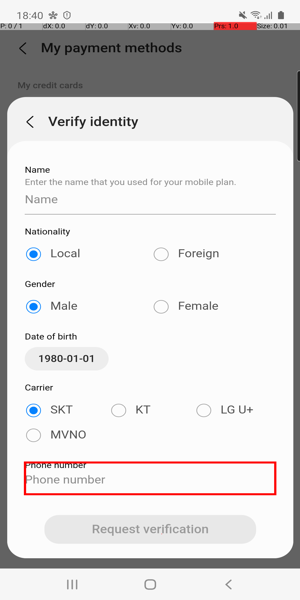 18:40
P: 0 / 1 dX: 0.0 dY: 0.0 Xv: 0.0 Yv: 0.0 Prs: 1.0 Size: 0.01
My payment methods
My credit cards
Verify identity
Name
Enter the name that you used for your mobile plan.
Name
Nationality
Local Foreign
Gender
Male Female
Date of birth
1980-01-01
Carrier
SKT KT LG U+
MVNO
Phone number
Phone number
Request verification